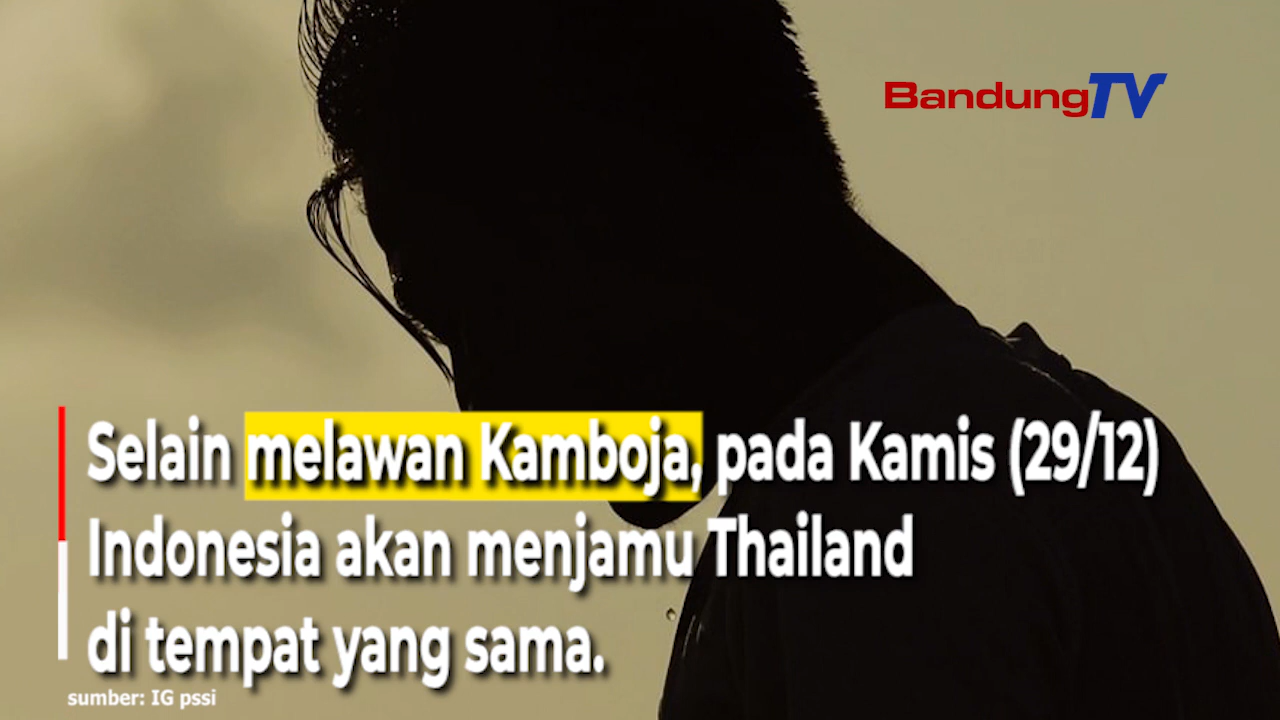 BandungTV
Selain melawan Kamboja, pada Kamis (29/12)
Indonesia akan menjamu Thailand
di tempat yang sama.
sumber: IG pssi